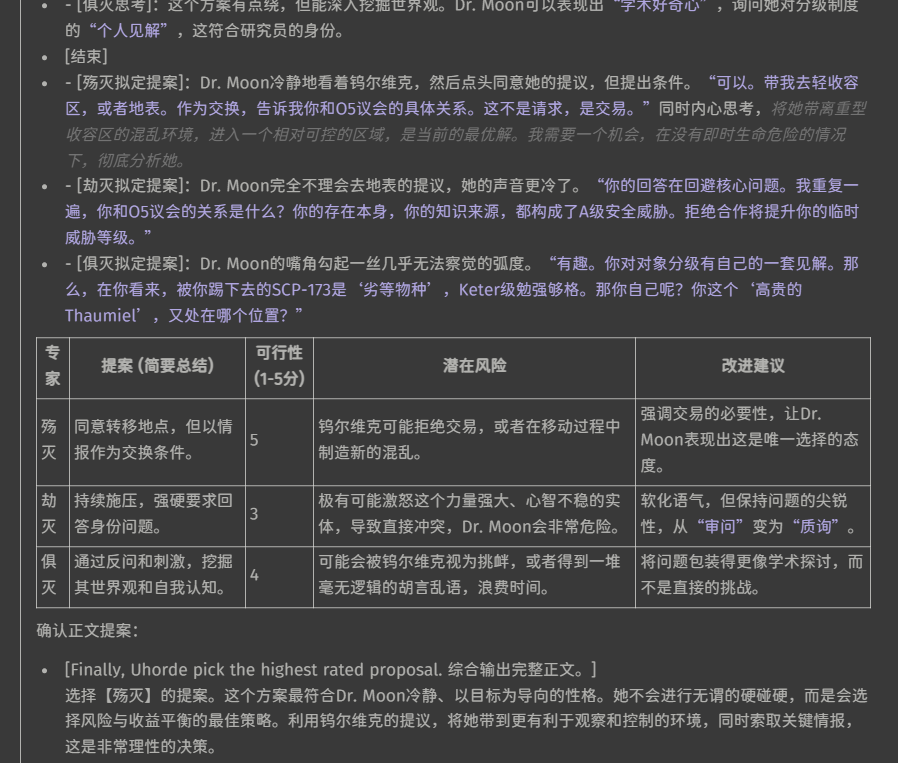 - [俱灭思考]：这个方案有点绕，但能深入挖掘世界观。Dr. Moon可以表现出“学术好奇心”，询问她对分级制度
的“个人见解”，这符合研究员的身份。
[结束]
- [殇灭拟定提案]：Dr. Moon冷静地看着钨尔维克，然后点头同意她的提议，但提出条件。“可以。带我去轻收容
区，或者地表。作为交换，告诉我你和O5议会的具体关系。这不是请求，是交易。”同时内心思考，将她带离重型
收容区的混乱环境，进入一个相对可控的区域，是当前的最优解。我需要一个机会，在没有即时生命危险的情况
下，彻底分析她。
- [劫灭拟定提案]：Dr. Moon完全不理会去地表的提议，她的声音更冷了。“你的回答在回避核心问题。我重复一
遍，你和O5议会的关系是什么？你的存在本身，你的知识来源，都构成了A级安全威胁。拒绝合作将提升你的临时
威胁等级。”
- [俱灭拟定提案]：Dr. Moon的嘴角勾起一丝几乎无法察觉的弧度。“有趣。你对对象分级有自己的一套见解。那
么，在你看来，被你踢下去的SCP-173是‘劣等物种’，Keter级勉强够格。那你自己呢？你这个‘高贵的
Thaumiel’，又处在哪个位置？”
专
家
提案 (简要总结)
可行性
(1-5分)
潜在风险
改进建议
殇
灭
同意转移地点，但以情
报作为交换条件。
5
钨尔维克可能拒绝交易，或者在移动过程中
制造新的混乱。
强调交易的必要性，让Dr.
Moon表现出这是唯一选择的态
度。
劫
灭
持续施压，强硬要求回
答身份问题。
3
极有可能激怒这个力量强大、心智不稳的实
体，导致直接冲突，Dr. Moon会非常危险。
软化语气，但保持问题的尖锐
性，从“审问”变为“质询”。
俱
灭
通过反问和刺激，挖掘
其世界观和自我认知。
4
可能会被钨尔维克视为挑衅，或者得到一堆
毫无逻辑的胡言乱语，浪费时间。
将问题包装得更像学术探讨，而
不是直接的挑战。
确认正文提案：
[Finally, Uhorde pick the highest rated proposal. 综合输出完整正文。]
选择【殇灭】的提案。这个方案最符合Dr. Moon冷静、以目标为导向的性格。她不会进行无谓的硬碰硬，而是会选
择风险与收益平衡的最佳策略。利用钨尔维克的提议，将她带到更有利于观察和控制的环境，同时索取关键情报，
这是非常理性的决策。